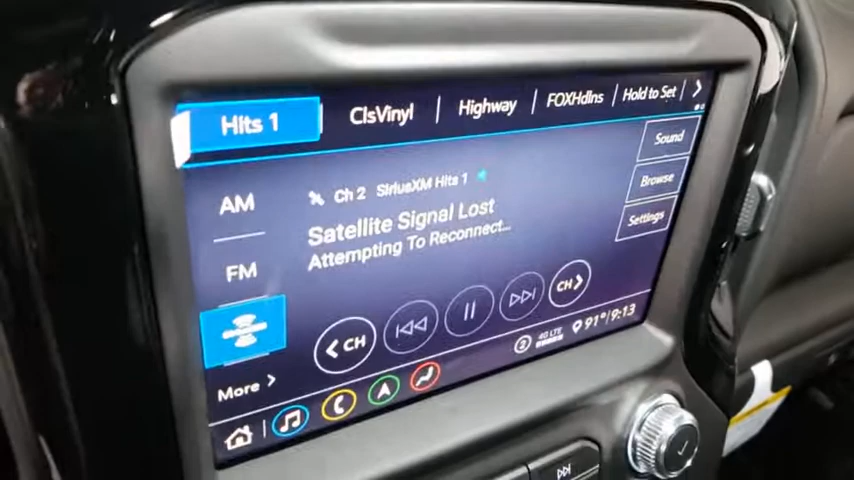 Hits 1
ClsVinyl
Highway
FOXHdlns
Hold to Set
AM
FM
More
Ch 2 SiriusXM Hits 1
Satellite Signal Lost
Attempting To Reconnect...
Sound
Browse
Settings
CH
CH
2
4G LTE
91°/9:13